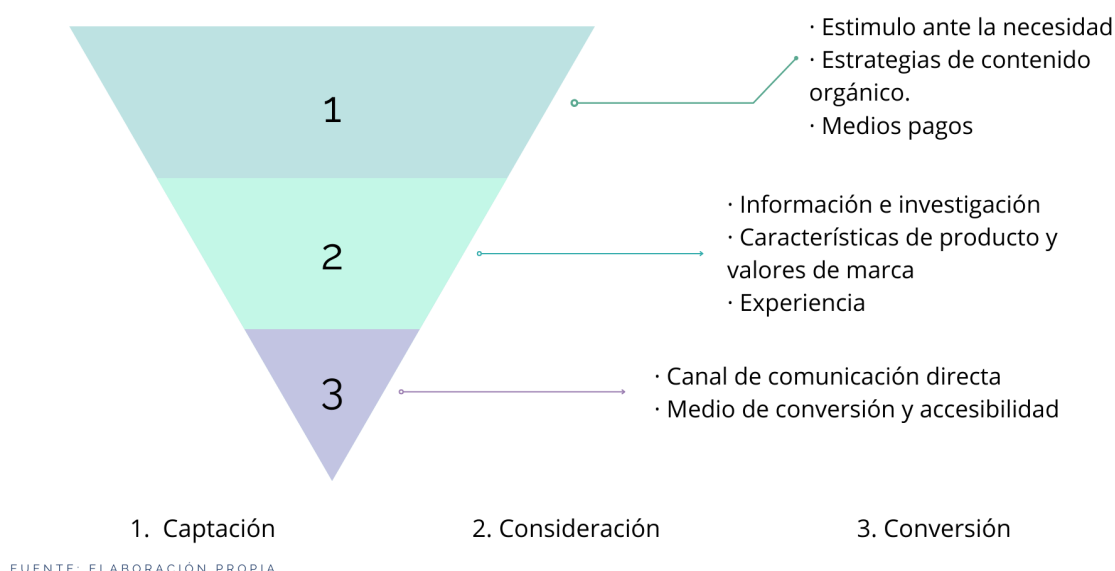 1
· Estimulo ante la necesidad
· Estrategias de contenido
orgánico.
· Medios pagos
2
· Información e investigación
· Características de producto y
valores de marca
· Experiencia
3
· Canal de comunicación directa
· Medio de conversión y accesibilidad
1. Captación
2. Consideración
3. Conversión
FUENTE: ELABORACIÓN PROPIA